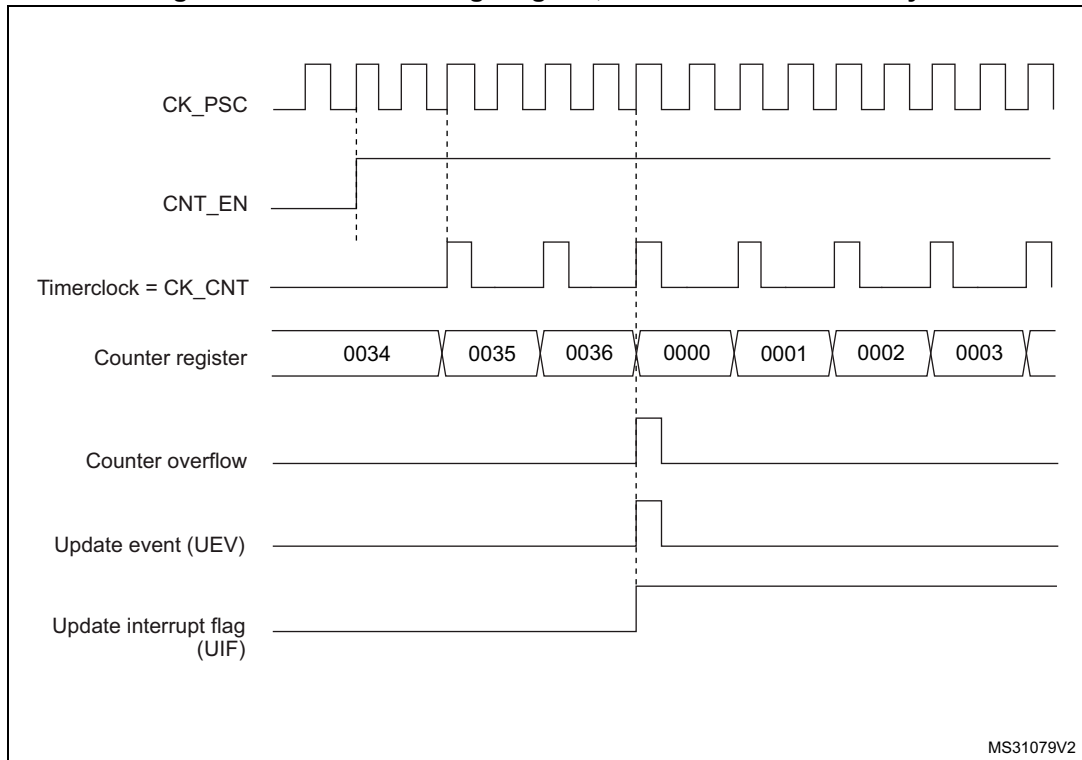 CK_PSC
CNT_EN
Timerclock = CK_CNT
Counter register 0034 0035 0036 0000 0001 0002 0003
Counter overflow
Update event (UEV)
Update interrupt flag
(UIF)
MS31079V2